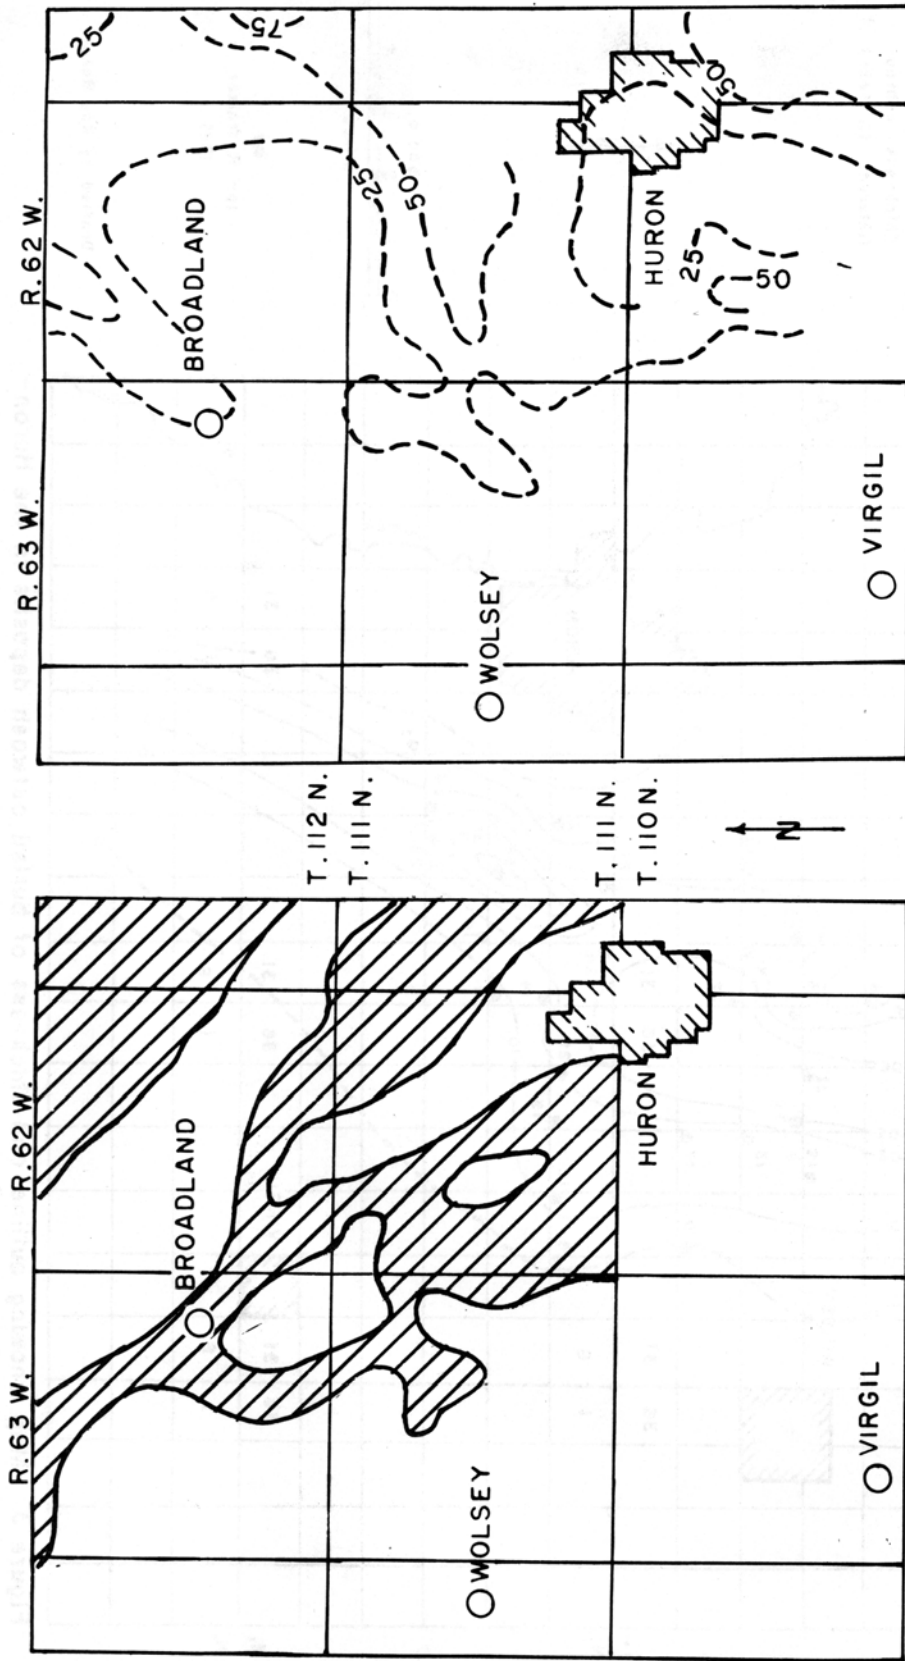 R. 63 W.
R. 62 W.
BROADLAND
WOLSEY
HURON
VIRGIL
T. 112 N.
T. 111 N.
T. 111 N.
T. 110 N.
N
R. 63 W.
R. 62 W.
25
75
BROADLAND
25
50
WOLSEY
50
HURON
25
50
VIRGIL